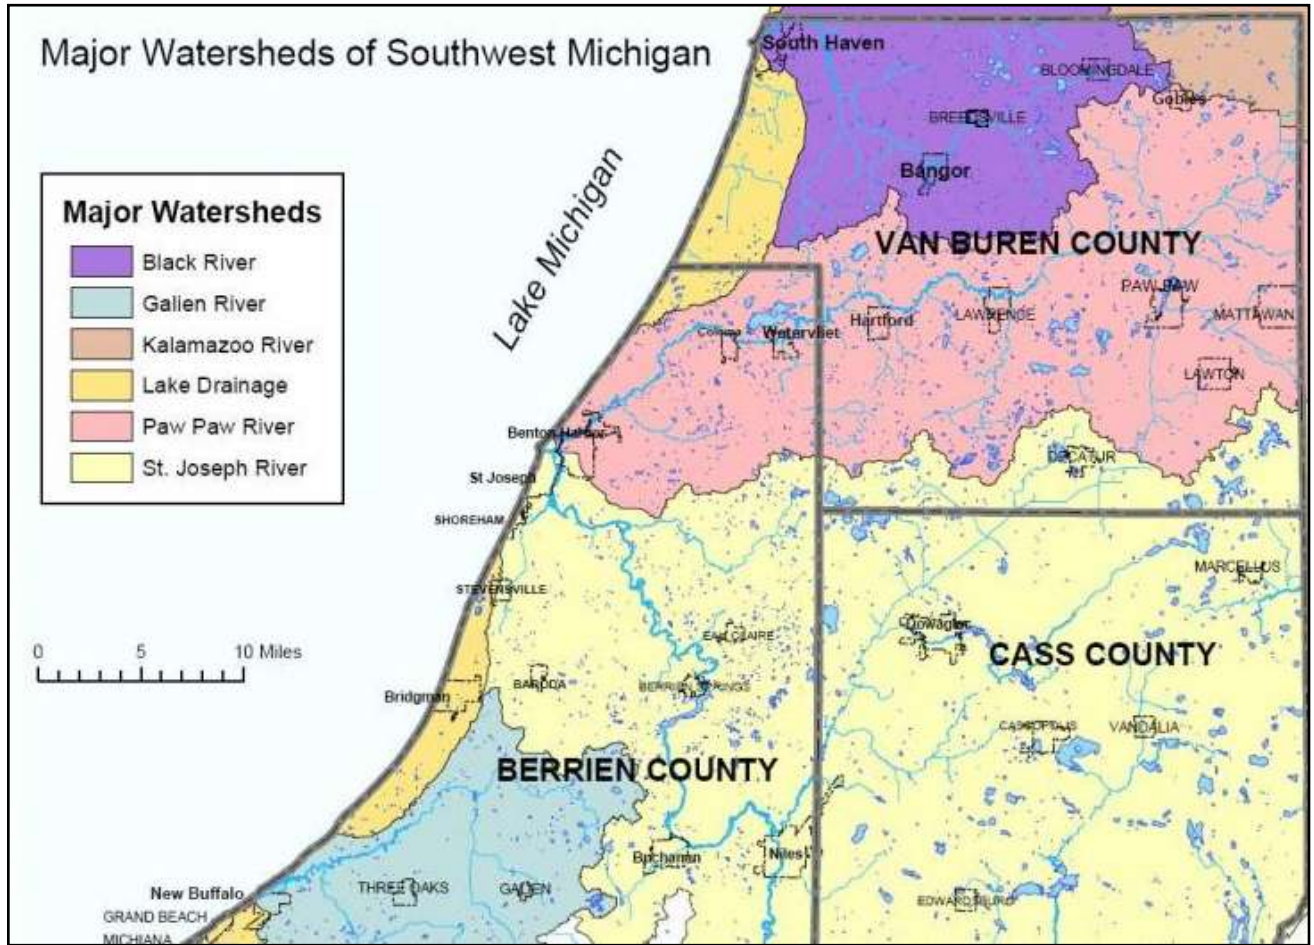 Major Watersheds of Southwest Michigan
South Haven
BLOOMINGDALE
Gobles
BREEDSVILLE
Bangor
Lake Michigan
Major Watersheds
Black River
Galien River
Kalamazoo River
Lake Drainage
Paw Paw River
St. Joseph River
VAN BUREN COUNTY
PAW PAW
MATTAWAN
LAWRENCE
Hartford
Watervliet
Coloma
LAWTON
Benton Harbor
DECATUR
St Joseph
SHOREHAM
MARCELLUS
STEVENSVILLE
Dowagiac
EAU CLAIRE
CASS COUNTY
0 5 10 Miles
BARODA
BERRIEN SPRINGS
Bridgman
CASSOPOLIS
VANDALIA
BERRIEN COUNTY
Buchanan
Niles
New Buffalo
THREE OAKS
GALIEN
EDWARDSBURG
GRAND BEACH
MICHIANA